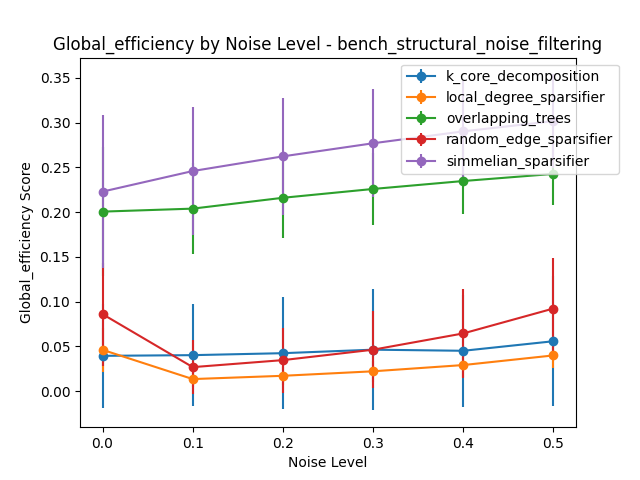 Global_efficiency by Noise Level - bench_structural_noise_filtering
k_core_decomposition
local_degree_sparsifier
overlapping_trees
random_edge_sparsifier
simmelian_sparsifier
Global_efficiency Score
0.35
0.30
0.25
0.20
0.15
0.10
0.05
0.00
0.0 0.1 0.2 0.3 0.4 0.5
Noise Level